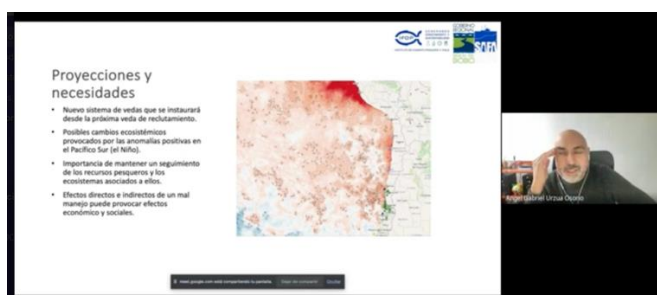 GOBIERNO
REGIONAL
Proyecciones y
necesidades
• Nuevo sistema de vedas que se instaurará
desde la próxima veda de reclutamiento.
• Posibles cambios ecosistémicos
provocados por las anomalías positivas en
el Pacífico Sur (el Niño).
• Importancia de mantener un seguimiento
de los recursos pesqueros y los
ecosistemas asociados a ellos.
• Efectos directos e indirectos de un mal
manejo puede provocar efectos
económico y sociales.
Angel Gabriel Urzua Osorio
Ocultar